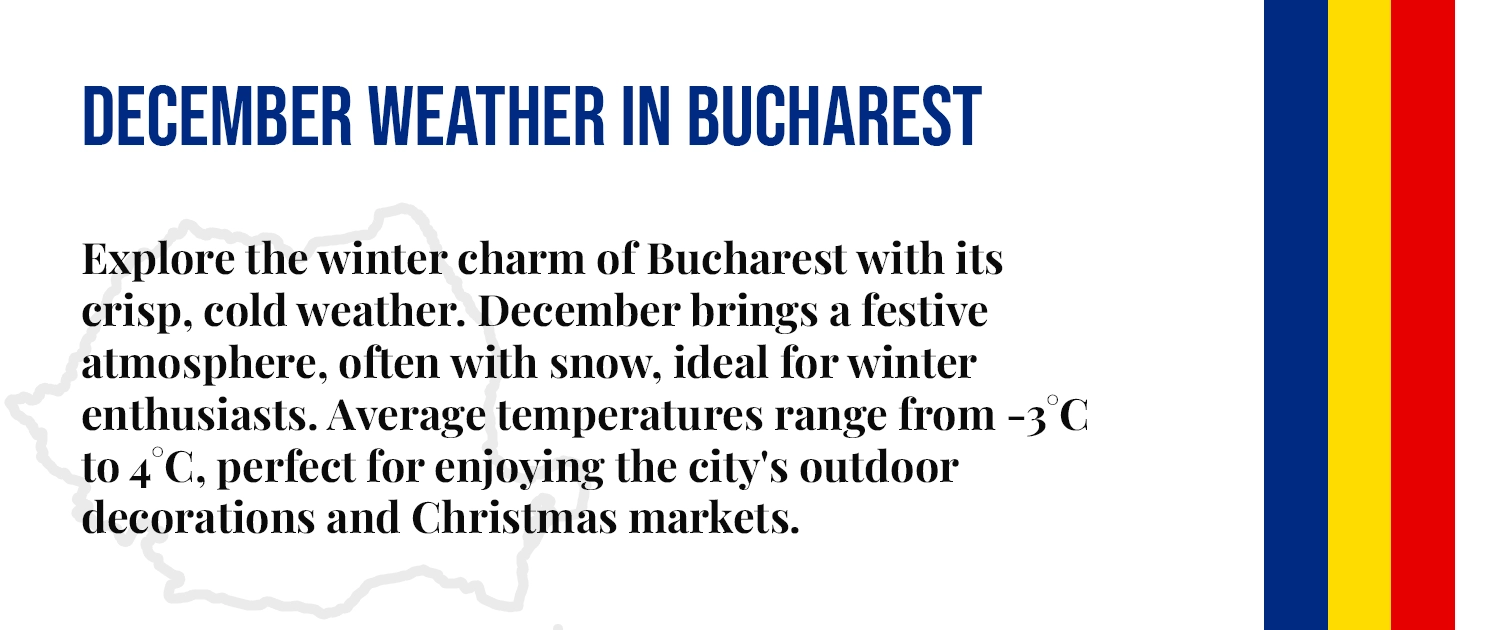 DECEMBER WEATHER IN BUCHAREST
Explore the winter charm of Bucharest with its
crisp, cold weather. December brings a festive
atmosphere, often with snow, ideal for winter
enthusiasts. Average temperatures range from -3°C
to 4°C, perfect for enjoying the city's outdoor
decorations and Christmas markets.